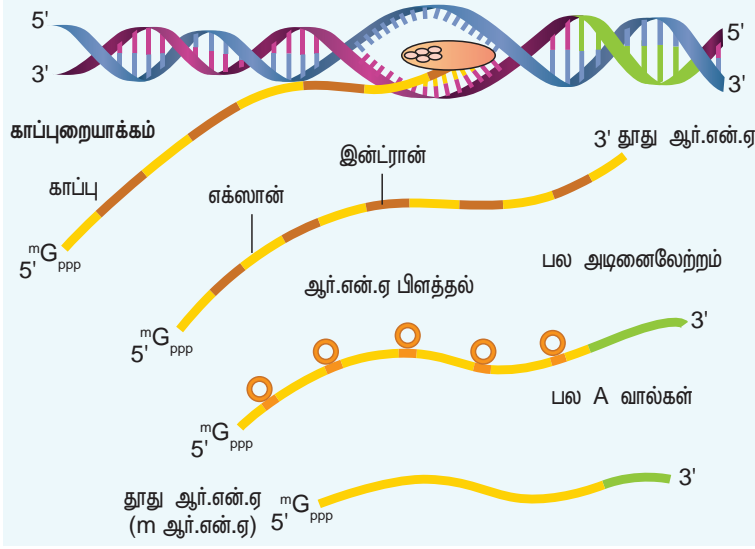 5'
3'
5'
3'
காப்புறையாக்கம்
காப்பு
mGppp
5'
எக்ஸான்
இன்ட்ரான்
3' தூது ஆர்.என்.ஏ
mGppp
5'
ஆர்.என்.ஏ பிளத்தல்
பல அடினைலேற்றம்
3'
mGppp
5'
பல A வால்கள்
தூது ஆர்.என்.ஏ
(m ஆர்.என்.ஏ)
mGppp
5'
3'